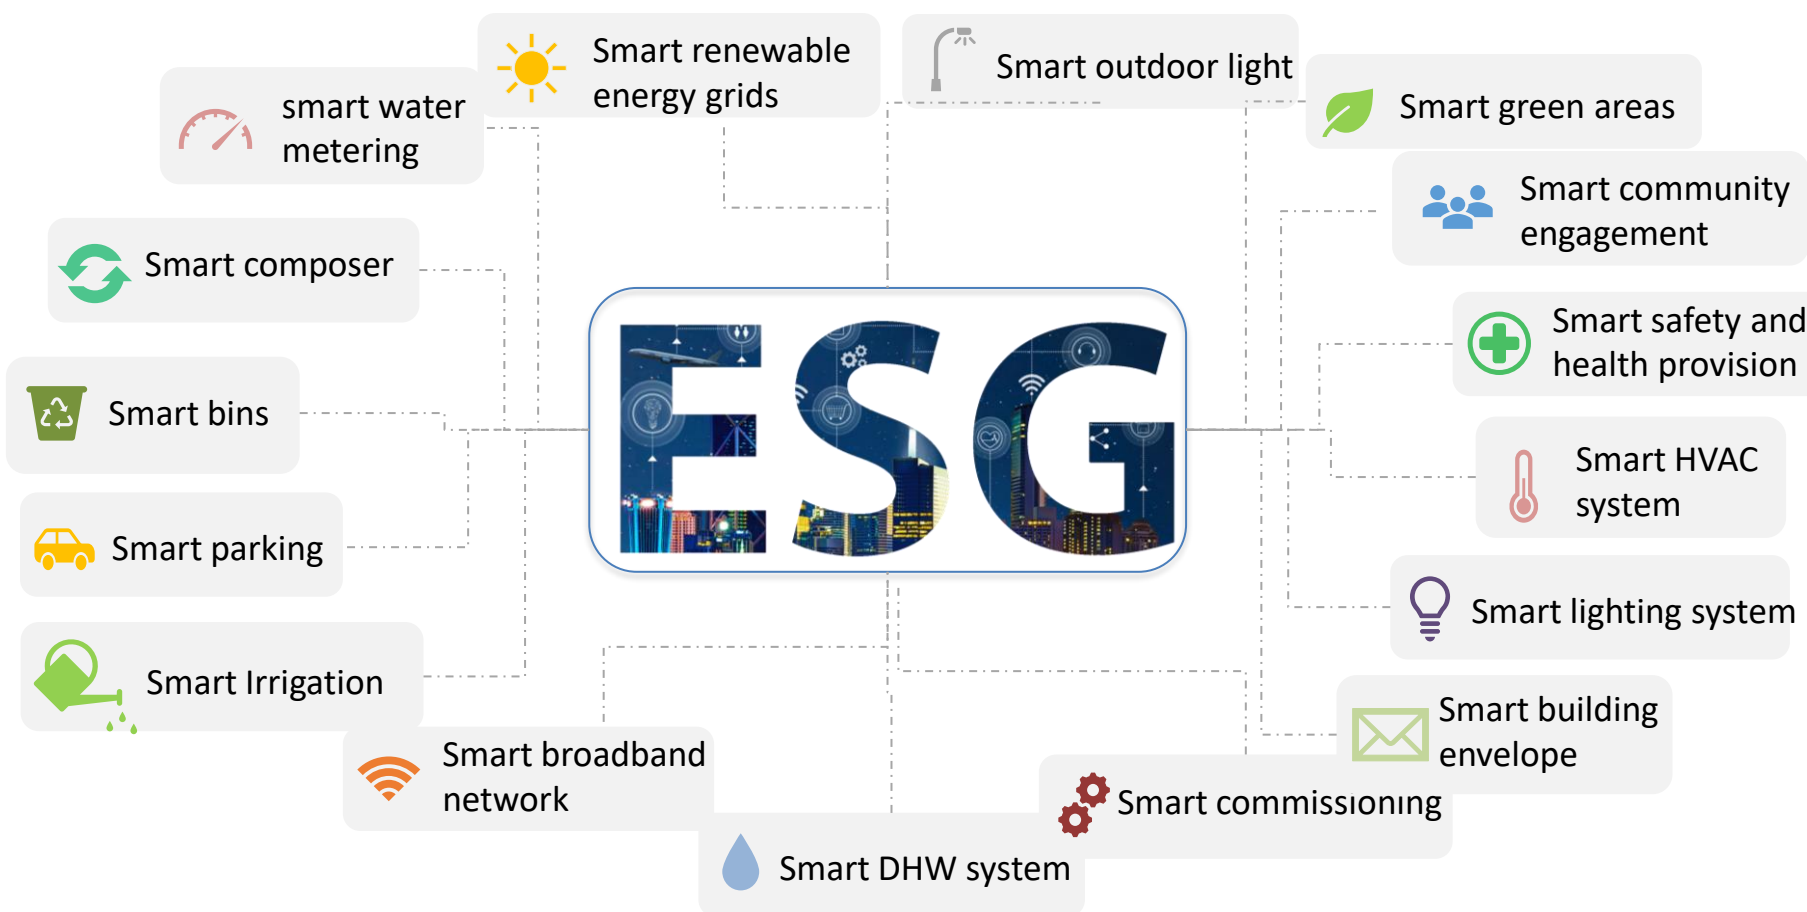 Smart renewable
energy grids
Smart outdoor light
smart water
metering
Smart green areas
Smart community
engagement
Smart composer
Smart safety and
health provision
ESG
Smart bins
Smart HVAC
system
Smart parking
Smart lighting system
Smart Irrigation
Smart building
envelope
Smart broadband
network
Smart commissioning
Smart DHW system